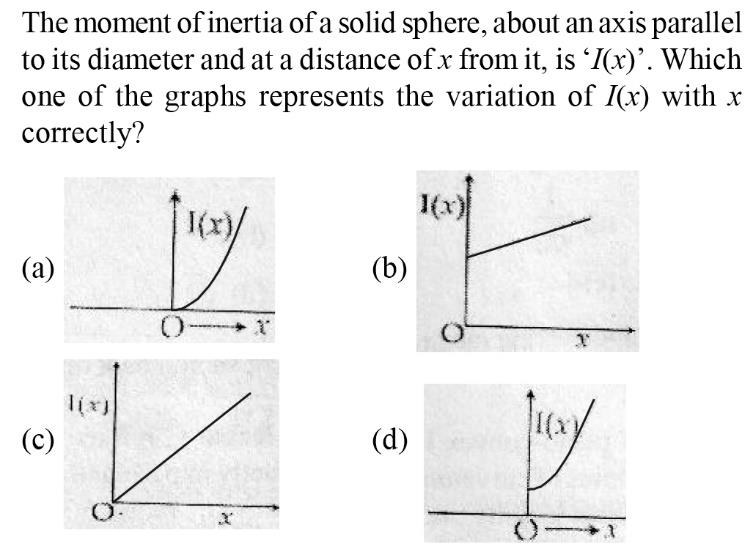 The moment of inertia of a solid sphere, about an axis parallel
to its diameter and at a distance of x from it, is ‘I(x)’. Which
one of the graphs represents the variation of I(x) with x
correctly?
(a)
I(x)
O
x
(b)
I(x)
O
x
(c)
I(x)
O
x
(d)
I(x)
O
x